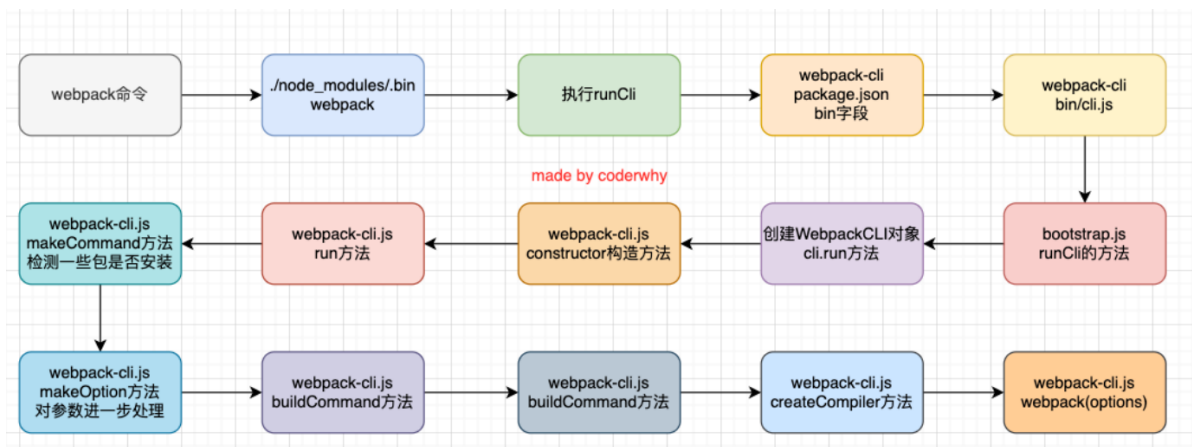 webpack命令
./node_modules/.bin
webpack
执行runCli
webpack-cli
package.json
bin字段
webpack-cli
bin/cli.js
made by coderwhy
webpack-cli.js
makeCommand方法
检测一些包是否安装
webpack-cli.js
run方法
webpack-cli.js
constructor构造方法
创建WebpackCLI对象
cli.run方法
bootstrap.js
runCli的方法
webpack-cli.js
makeOption方法
对参数进一步处理
webpack-cli.js
buildCommand方法
webpack-cli.js
buildCommand方法
webpack-cli.js
createCompiler方法
webpack-cli.js
webpack(options)